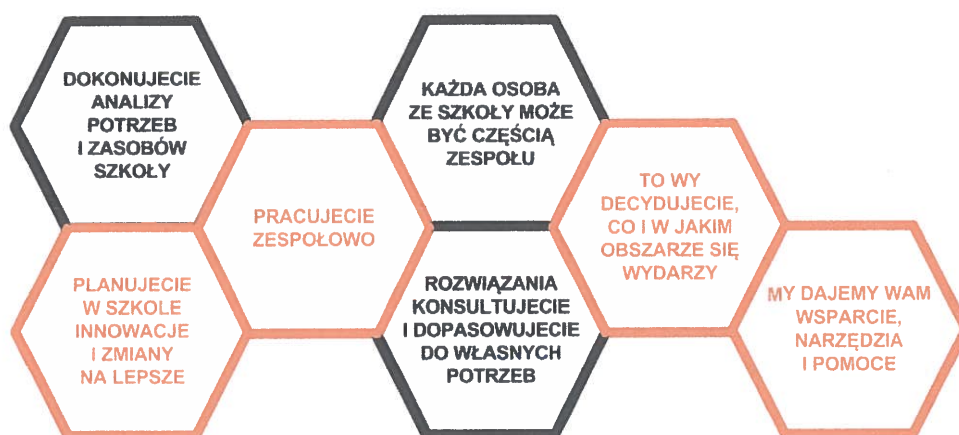 DOKONUJECIE
ANALIZY
POTRZEB
I ZASOBÓW
SZKOŁY
PLANUJECIE
W SZKOLE
INNOWACJE
I ZMIANY
NA LEPSZE
PRACUJECIE
ZESPOŁOWO
KAŻDA OSOBA
ZE SZKOŁY MOŻE
BYĆ CZĘŚCIĄ
ZESPOŁU
ROZWIĄZANIA
KONSULTUJECIE
I DOPASOWUJECIE
DO WŁASNYCH
POTRZEB
TO WY
DECYDUJECIE,
CO I W JAKIM
OBSZARZE SIĘ
WYDARZY
MY DAJEMY WAM
WSPARCIE,
NARZĘDZIA
I POMOCE